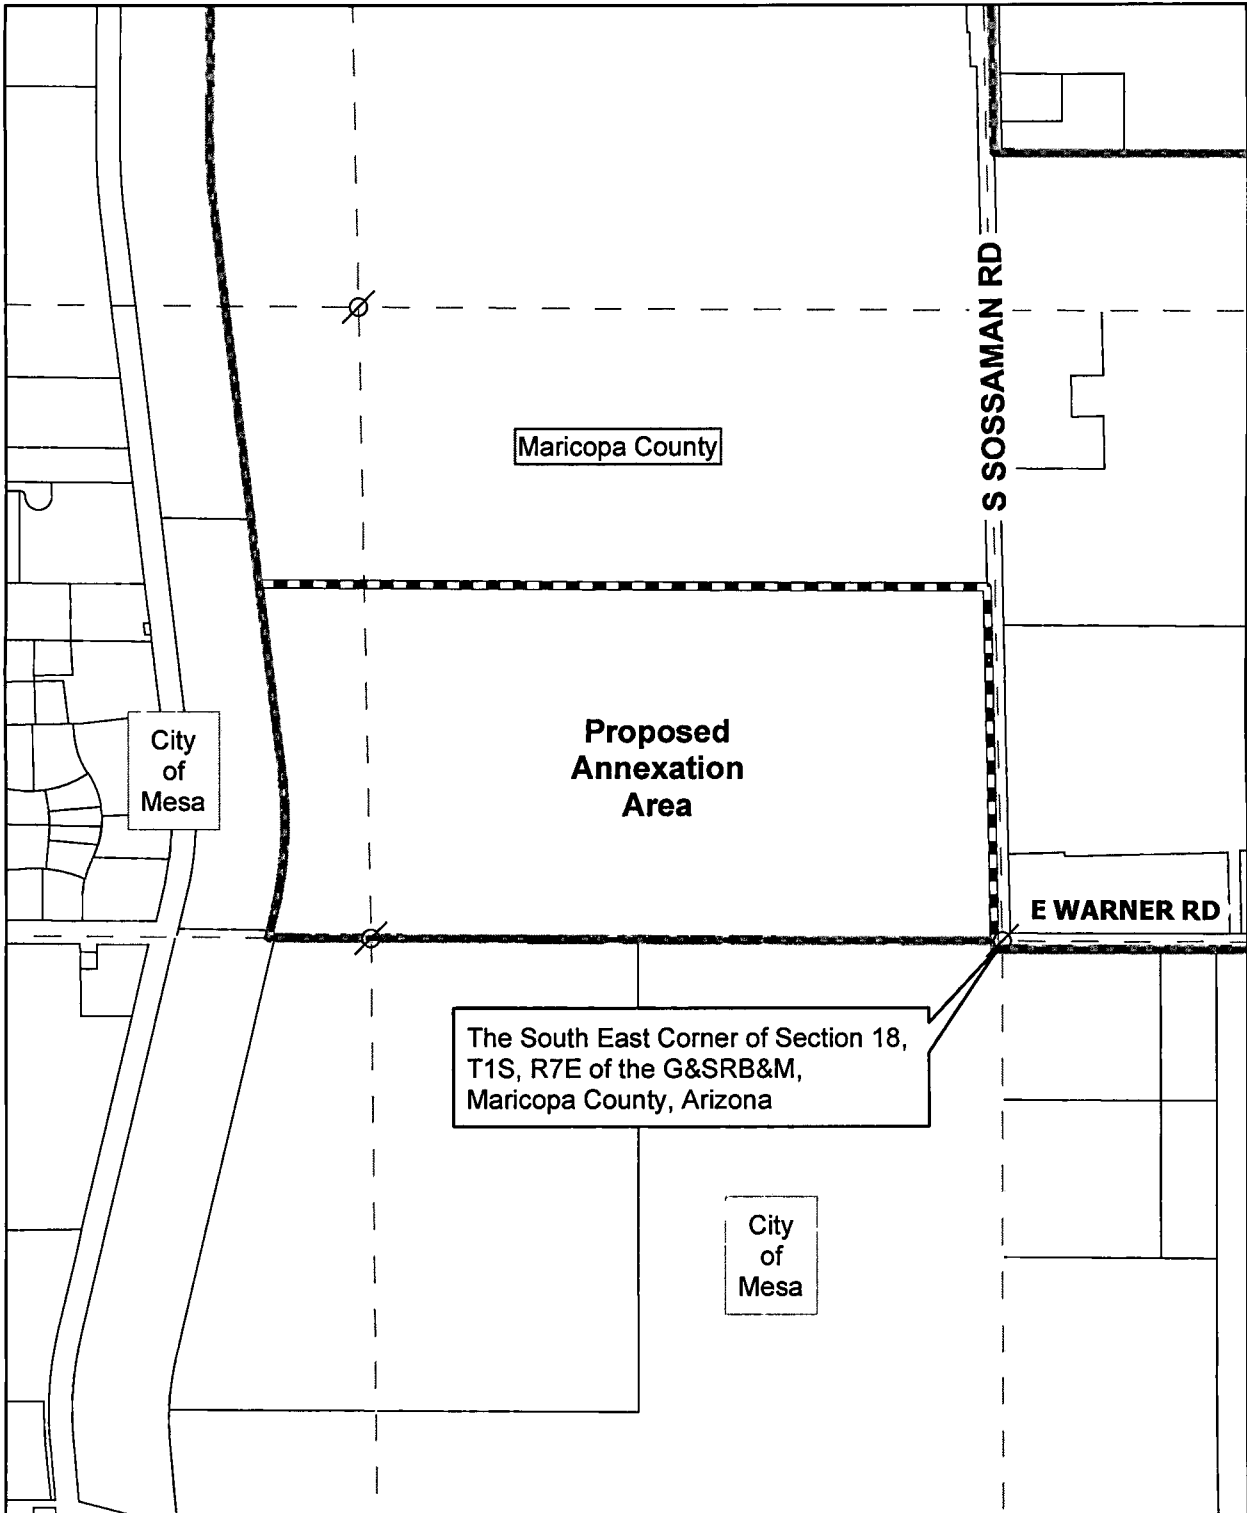 S SOSSAMAN RD
Maricopa County
Proposed
Annexation
Area
City
of
Mesa
E WARNER RD
The South East Corner of Section 18,
T1S, R7E of the G&SRB&M,
Maricopa County, Arizona
City
of
Mesa